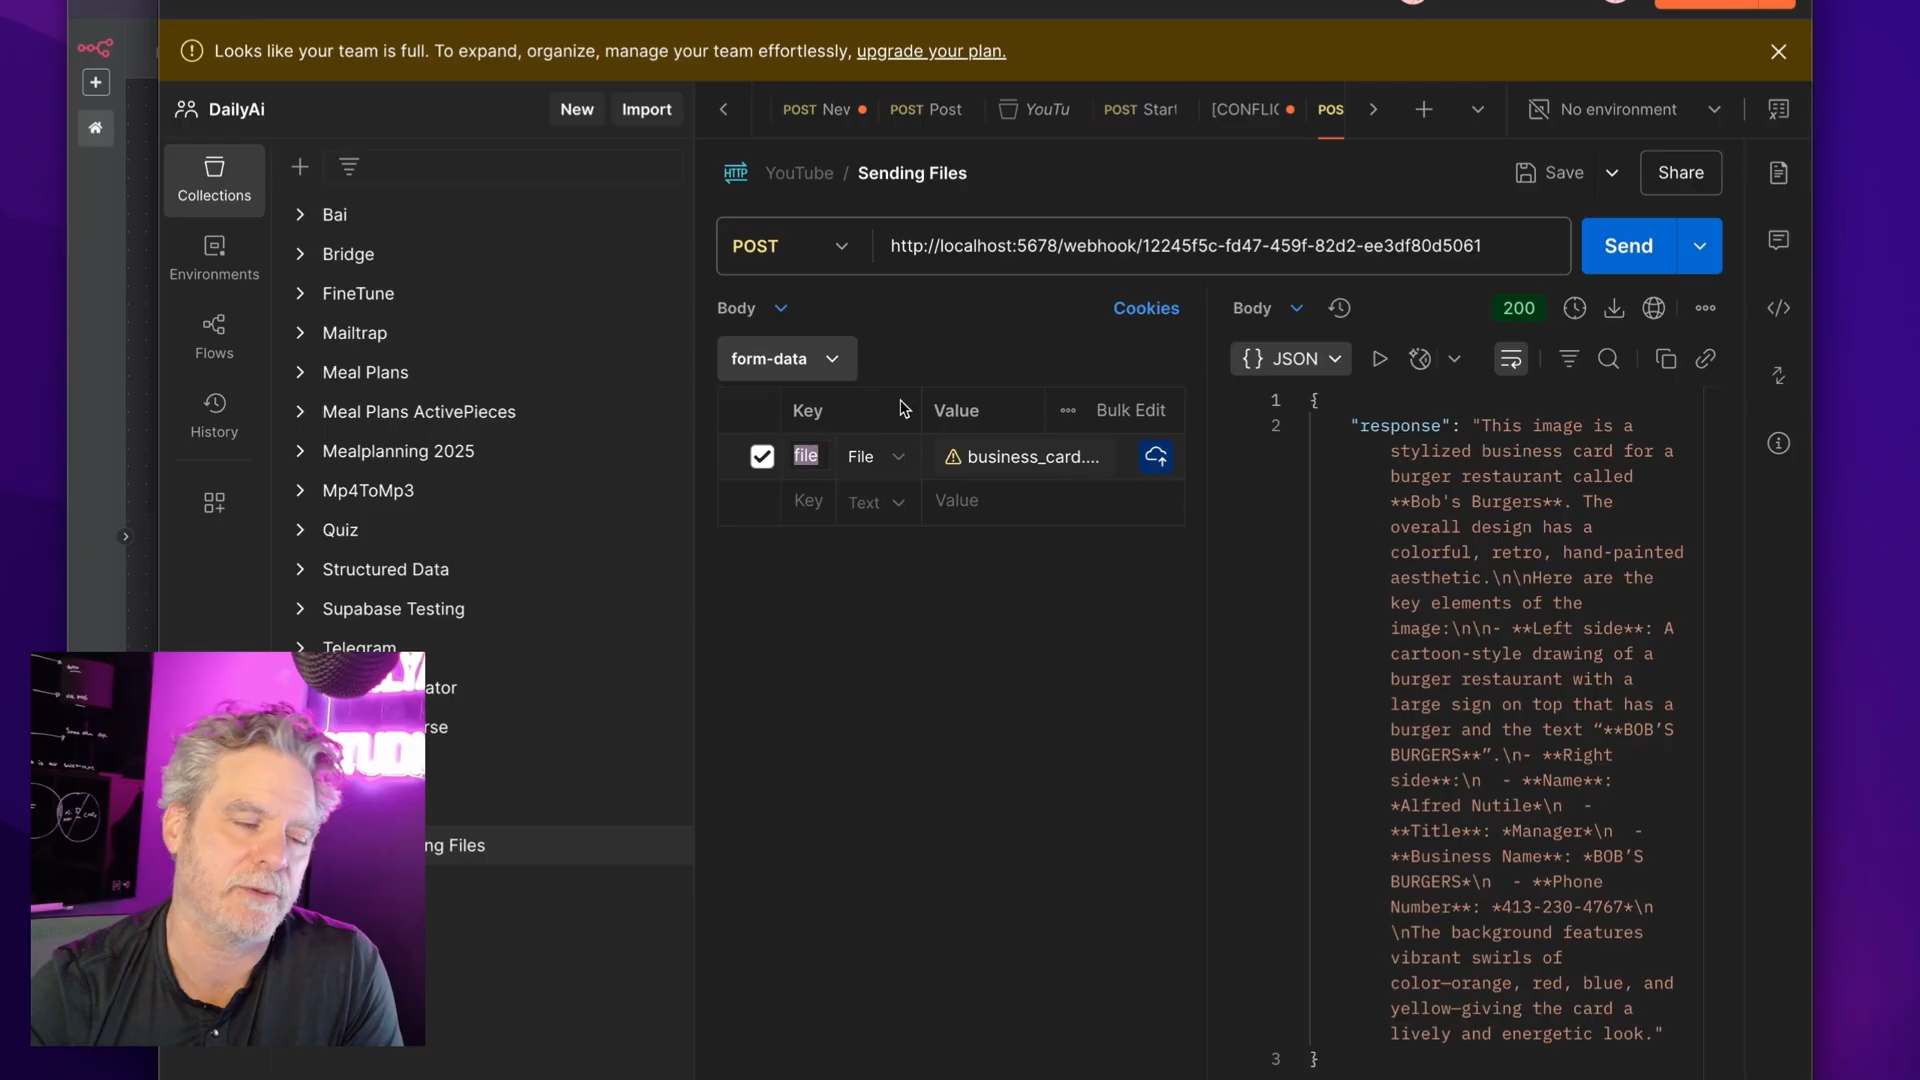 Looks like your team is full. To expand, organize, manage your team effortlessly, upgrade your plan.
DailyAi
New
Import
POST Nev
POST Post
YouTu
POST Start
[CONFLIC
POS
No environment
Collections
Environments
Flows
History
Bai
Bridge
FineTune
Mailtrap
Meal Plans
Meal Plans ActivePieces
Mealplanning 2025
Mp4ToMp3
Quiz
Structured Data
Supabase Testing
Telegram
ator
rse
ng Files
HTTP
YouTube / Sending Files
Save
Share
POST
http://localhost:5678/webhook/12245f5c-fd47-459f-82d2-ee3df80d5061
Send
Body
Cookies
form-data
Key
Value
Bulk Edit
file
File
business_card....
Key
Text
Value
Body
200
{} JSON
1 {
2 "response": "This image is a
stylized business card for a
burger restaurant called
**Bob's Burgers**. The
overall design has a
colorful, retro, hand-painted
aesthetic.\n\nHere are the
key elements of the
image:\n\n- **Left side**: A
cartoon-style drawing of a
burger restaurant with a
large sign on top that has a
burger and the text “**BOB’S
BURGERS**”.\n- **Right
side**:\n  - **Name**:
*Alfred Nutile*\n  -
**Title**: *Manager*\n  -
**Business Name**: *BOB’S
BURGERS*\n  - **Phone
Number**: *413-230-4767*\n
\nThe background features
vibrant swirls of
color—orange, red, blue, and
yellow—giving the card a
lively and energetic look."
3 }